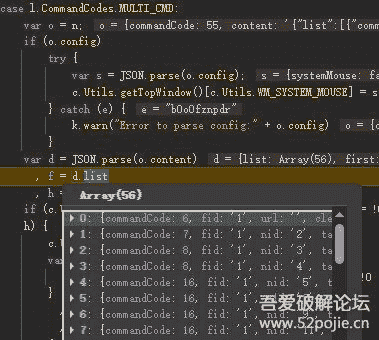 case l.CommandCodes.MULTI_CMD:
var o = n; o = {commandCode: 55, content: '{"list":[{"comm
if (o.config)
try {
var s = JSON.parse(o.config); s = {systemMouse: fa
c.Utils.getTopWindow()[c.Utils.WM_SYSTEM_MOUSE] = s
} catch (e) { e = "b0o0fznpdr"
k.warn("Error to parse config:" + o.config) o = {c
}
var d = JSON.parse(o.content) d = {list: Array(56), first:
, f = d.list
, h = !0
Array(56)
if (c.
h) {
0: {commandCode: 6, fid: '1', url: '', cle
c.U
1: {commandCode: 7, fid: '1', nid: '2', ta
va
2: {commandCode: 8, fid: '1', nid: '3', ta
3: {commandCode: 8, fid: '1', nid: '4', ta
4: {commandCode: 16, fid: '1', nid: '5', t
5: {commandCode: 16, fid: '1',
}
6: {commandCode: 16, fid: '1', nid: '9', t
7: {commandCode: 16, fid: '1', nid: '11',
吾爱破解论坛
www.52pojie.cn